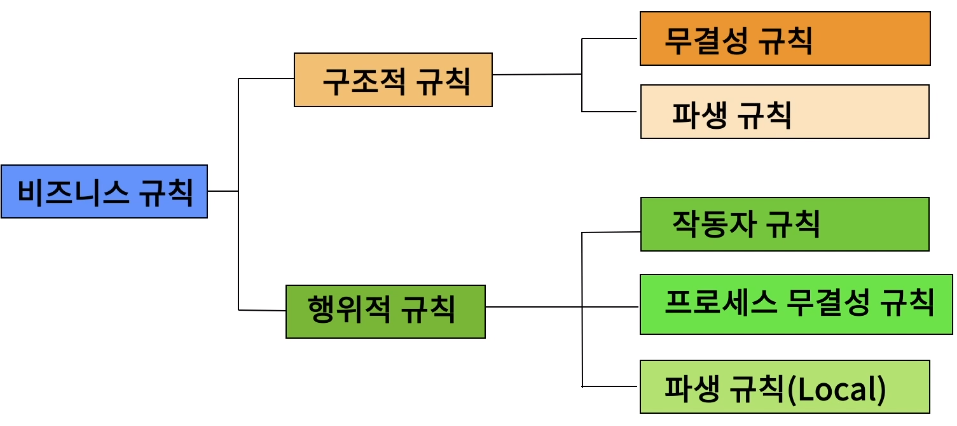 무결성 규칙
구조적 규칙
파생 규칙
비즈니스 규칙
작동자 규칙
행위적 규칙
프로세스 무결성 규칙
파생 규칙(Local)